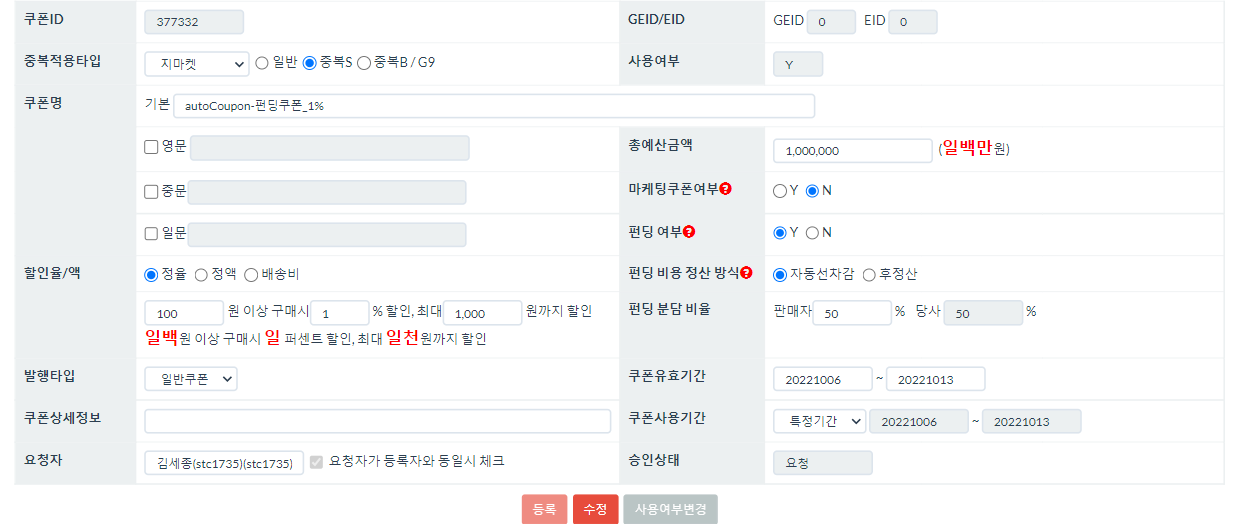 쿠폰ID 377332 GEID/EID GEID 0 EID 0
중복적용타입 지마켓 일반 중복S 중복B / G9 사용여부 Y
쿠폰명 기본 autoCoupon-펀딩쿠폰_1%
영문 총예산금액 1,000,000 (일백만원)
중문 마케팅쿠폰여부 Y N
일문 펀딩 여부 Y N
할인율/액 정율 정액 배송비 펀딩 비용 정산 방식 자동선차감 후정산
100 원 이상 구매시 1 % 할인, 최대 1,000 원까지 할인 펀딩 분담 비율 판매자 50 % 당사 50 %
일백원 이상 구매시 일 퍼센트 할인, 최대 일천원까지 할인
발행타입 일반쿠폰 쿠폰유효기간 20221006 ~ 20221013
쿠폰상세정보 쿠폰사용기간 특정기간 20221006 ~ 20221013
요청자 김세종(stc1735)(stc1735) 요청자가 등록자와 동일시 체크 승인상태 요청
등록 수정 사용여부변경